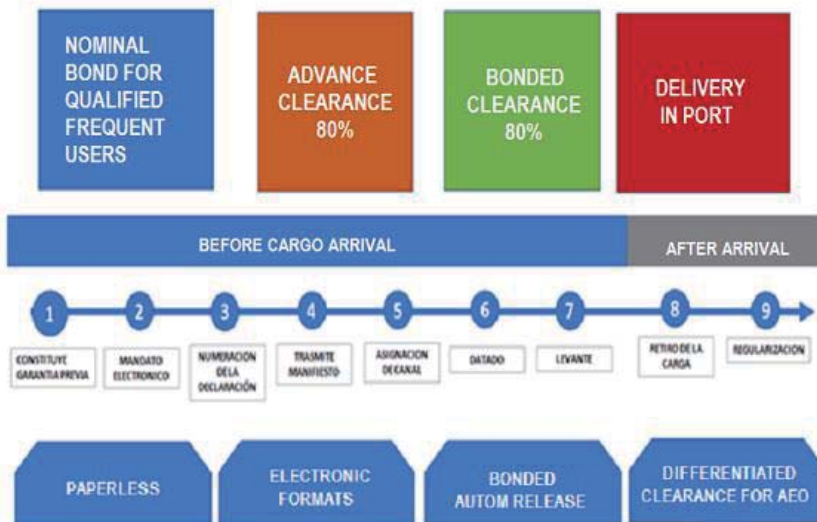 NOMINAL
BOND FOR
QUALIFIED
FREQUENT
USERS
ADVANCE
CLEARANCE
80%
BONDED
CLEARANCE
80%
DELIVERY
IN PORT
BEFORE CARGO ARRIVAL
AFTER ARRIVAL
1
2
3
4
5
6
7
8
9
CONSTITUYE
GARANTIA PREVIA
MANDATO
ELECTRONICO
NUMERACION
DE LA
DECLARACIÓN
TRASMITE
MANIFIESTO
ASIGNACION
DE CANAL
DATADO
LEVANTE
RETIRO DE LA
CARGA
REGULARIZACION
PAPERLESS
ELECTRONIC
FORMATS
BONDED
AUTOM RELEASE
DIFFERENTIATED
CLEARANCE FOR AEO